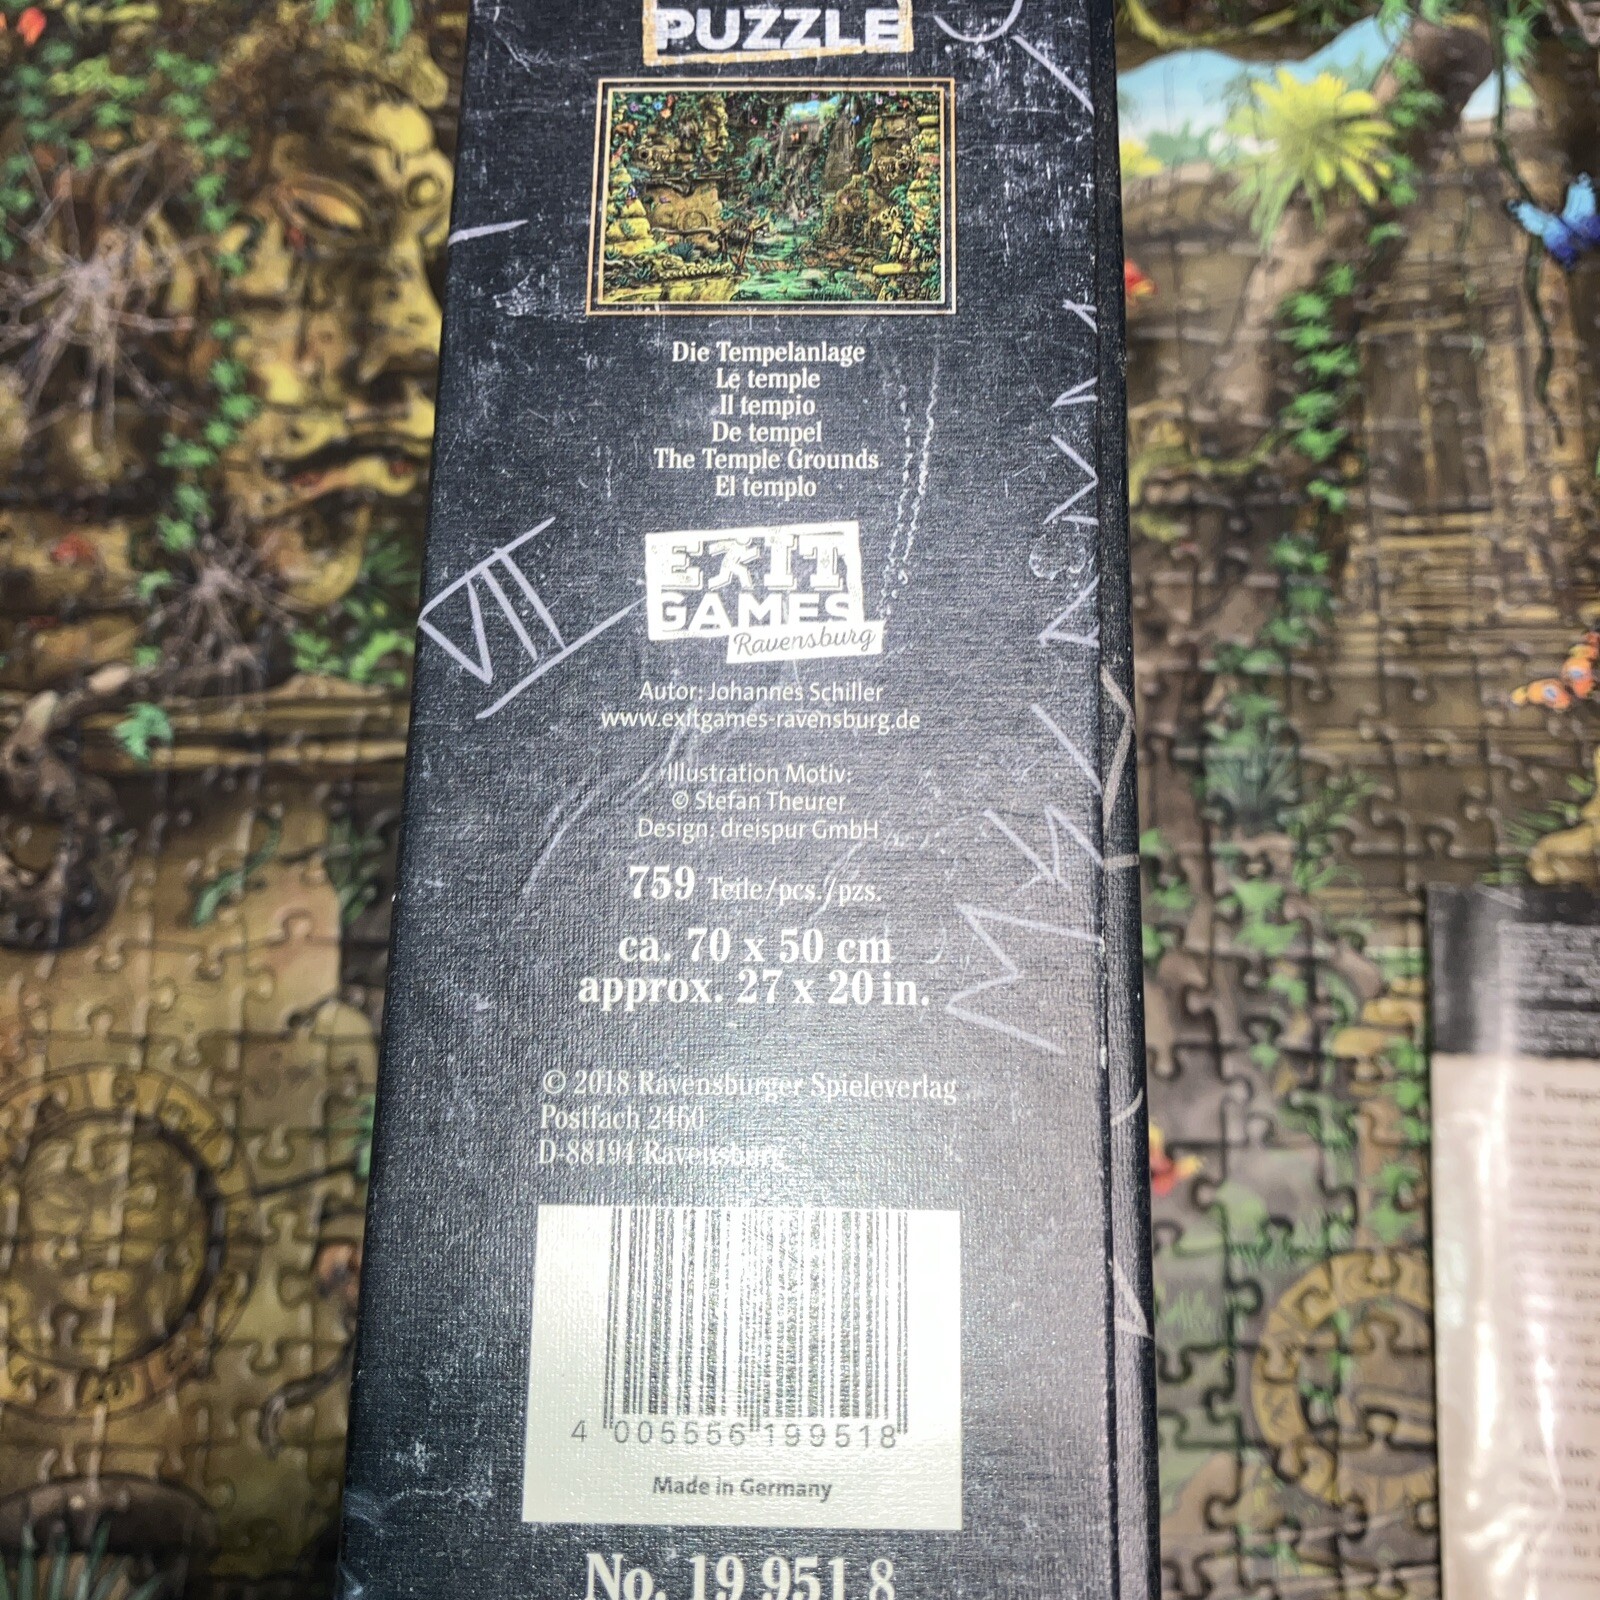 PUZZLE
Die Tempelanlage
Le temple
Il tempio
De tempel
The Temple Grounds
El templo
EXIT
GAMES
Ravensburg
VII
Autor: Johannes Schiller
www.exitgames-ravensburg.de
Illustration Motiv:
© Stefan Theurer
Design: dreispur GmbH
759 Teile/pcs./pzs.
ca. 70 x 50 cm
approx. 27 x 20 in.
© 2018 Ravensburger Spieleverlag
Postfach 2460
D-88194 Ravensburg
4 005556 199518
Made in Germany
No. 19 951 8